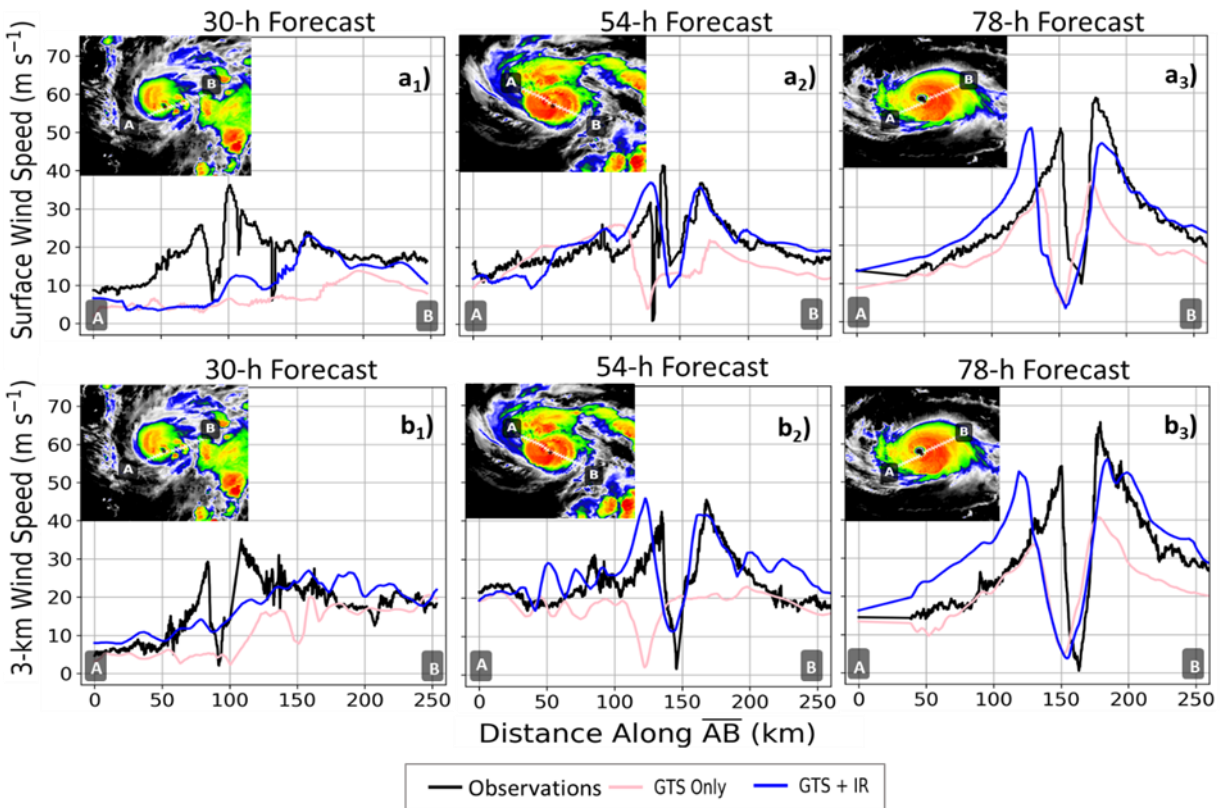 30-h Forecast
54-h Forecast
78-h Forecast
Surface Wind Speed (m s⁻¹)
70
60
50
40
30
20
10
0
A
B
a₁)
A
B
A
B
a₂)
A
B
A
B
a₃)
A
B
30-h Forecast
54-h Forecast
78-h Forecast
3-km Wind Speed (m s⁻¹)
70
60
50
40
30
20
10
0
A
B
b₁)
A
B
A
B
b₂)
A
B
A
B
b₃)
A
B
0 50 100 150 200 250
0 50 100 150 200 250
0 50 100 150 200 250
Distance Along A̅B̅ (km)
Observations GTS Only GTS + IR